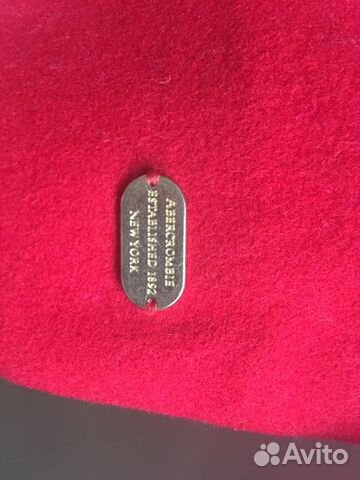 ABERCROMBIE
ESTABLISHED 1892
NEW YORK
Avito